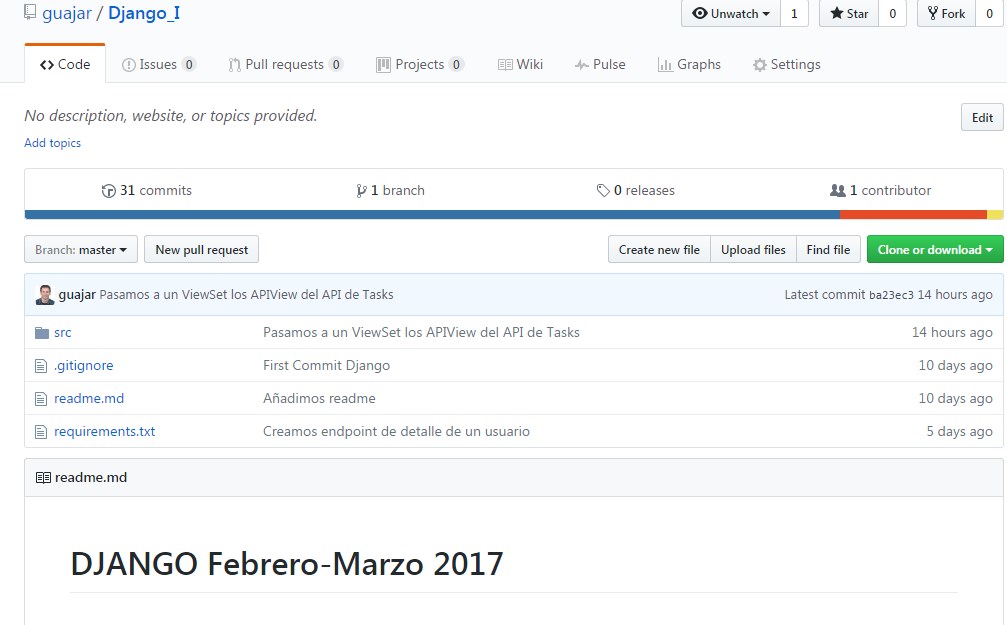 guajar / Django_I
Unwatch 1 Star 0 Fork 0
Code Issues 0 Pull requests 0 Projects 0 Wiki Pulse Graphs Settings
No description, website, or topics provided. Edit
Add topics
31 commits 1 branch 0 releases 1 contributor
Branch: master New pull request Create new file Upload files Find file Clone or download
guajar Pasamos a un ViewSet los APIView del API de Tasks Latest commit ba23ec3 14 hours ago
src Pasamos a un ViewSet los APIView del API de Tasks 14 hours ago
.gitignore First Commit Django 10 days ago
readme.md Añadimos readme 10 days ago
requirements.txt Creamos endpoint de detalle de un usuario 5 days ago
readme.md
DJANGO Febrero-Marzo 2017